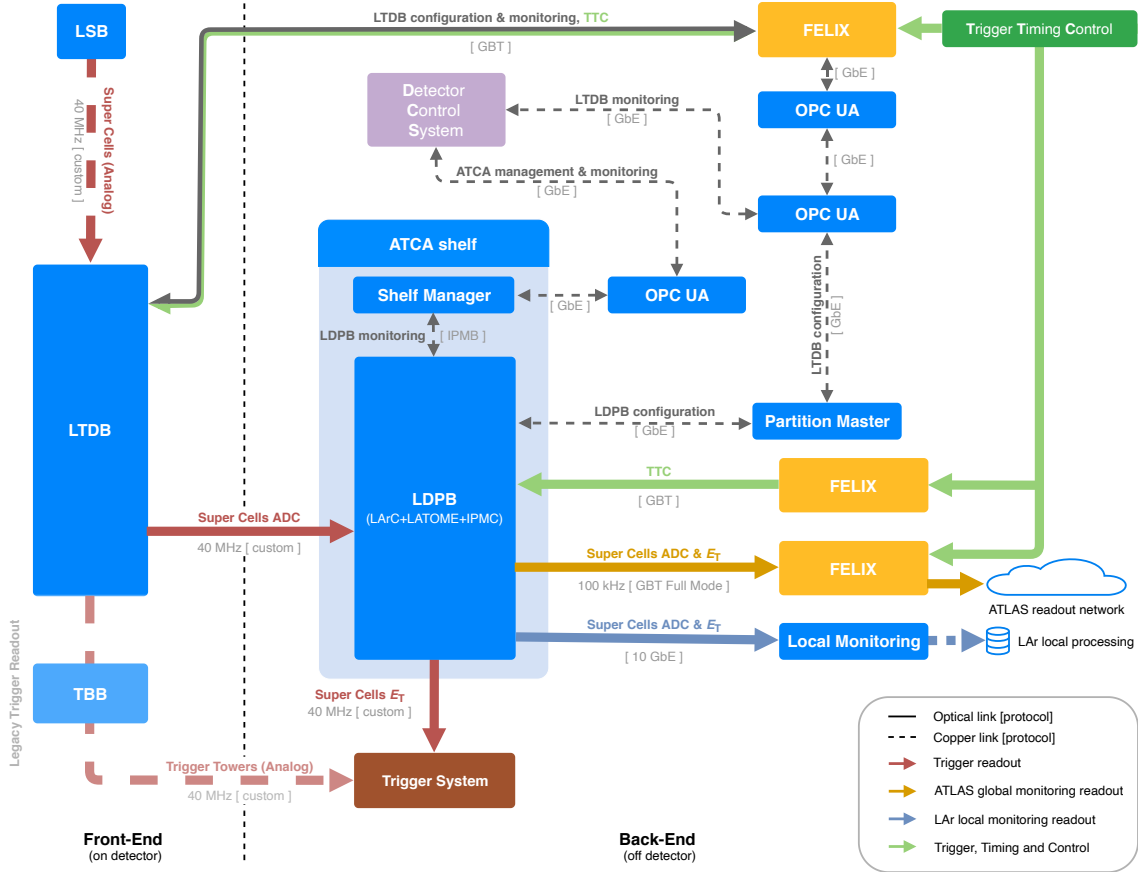 LSB
LTDB configuration & monitoring, TTC
[ GBT ]
FELIX
Trigger Timing Control
[ GbE ]
Detector
Control
System
LTDB monitoring
[ GbE ]
OPC UA
[ GbE ]
Super Cells (Analog)
40 MHz [ custom ]
ATCA management & monitoring
[ GbE ]
OPC UA
ATCA shelf
Shelf Manager
[ GbE ]
OPC UA
LTDB configuration
[ GbE ]
LDPB monitoring
[ IPMB ]
LTDB
LDPB configuration
[ GbE ]
Partition Master
TTC
[ GBT ]
FELIX
LDPB
(LArC+LATOME+IPMC)
Super Cells ADC
40 MHz [ custom ]
Super Cells ADC & ET
100 kHz [ GBT Full Mode ]
FELIX
ATLAS readout network
Super Cells ADC & ET
[ 10 GbE ]
Local Monitoring
LAr local processing
Legacy Trigger Readout
TBB
Super Cells ET
40 MHz [ custom ]
Trigger Towers (Analog)
40 MHz [ custom ]
Trigger System
Optical link [protocol]
Copper link [protocol]
Trigger readout
ATLAS global monitoring readout
LAr local monitoring readout
Trigger, Timing and Control
Front-End
(on detector)
Back-End
(off detector)